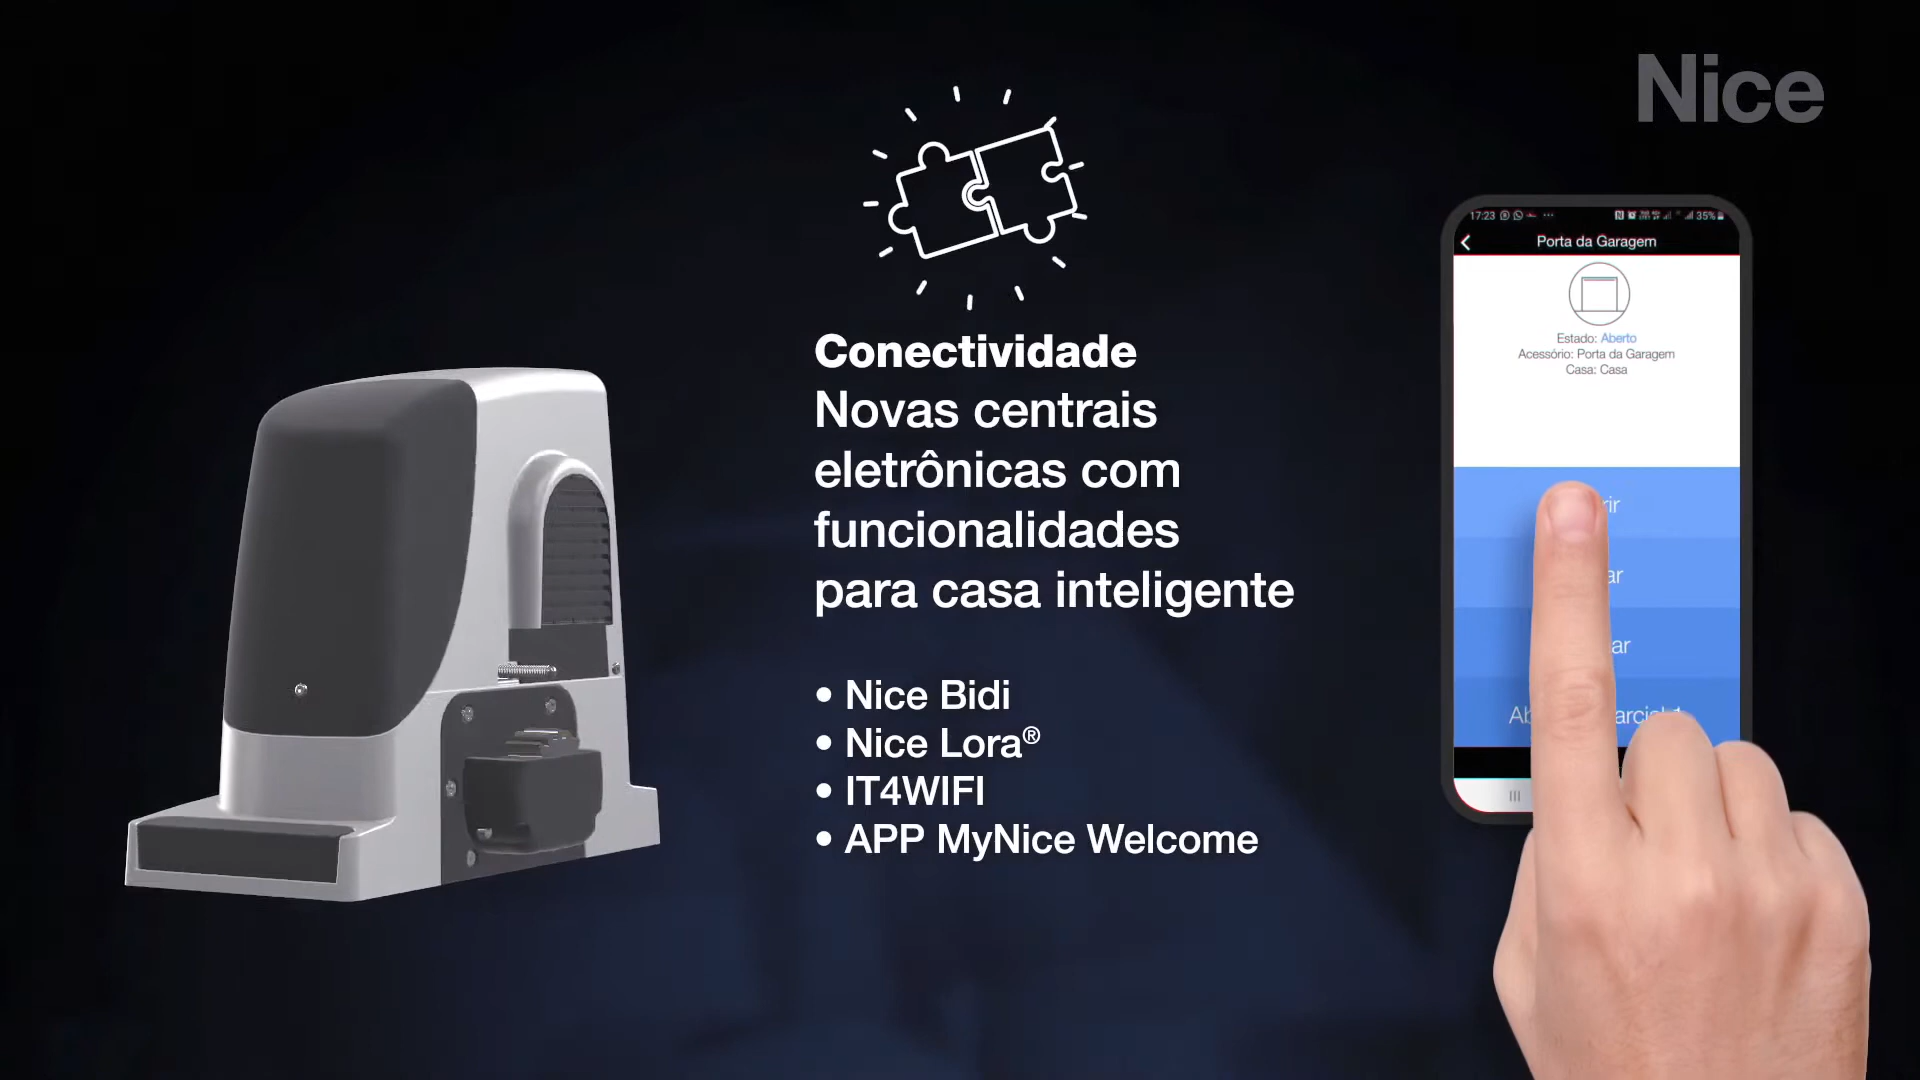 Nice
Conectividade
Novas centrais
eletrônicas com
funcionalidades
para casa inteligente
• Nice Bidi
• Nice Lora®
• IT4WIFI
• APP MyNice Welcome
17:23
35%
Porta da Garagem
Estado: Aberto
Acessório: Porta da Garagem
Casa: Casa